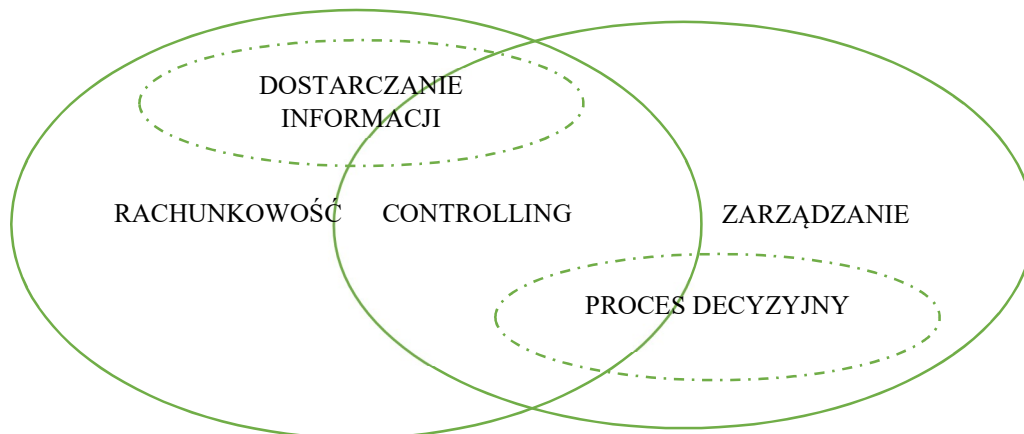 DOSTARCZANIE
INFORMACJI
RACHUNKOWOŚĆ
CONTROLLING
ZARZĄDZANIE
PROCES DECYZYJNY